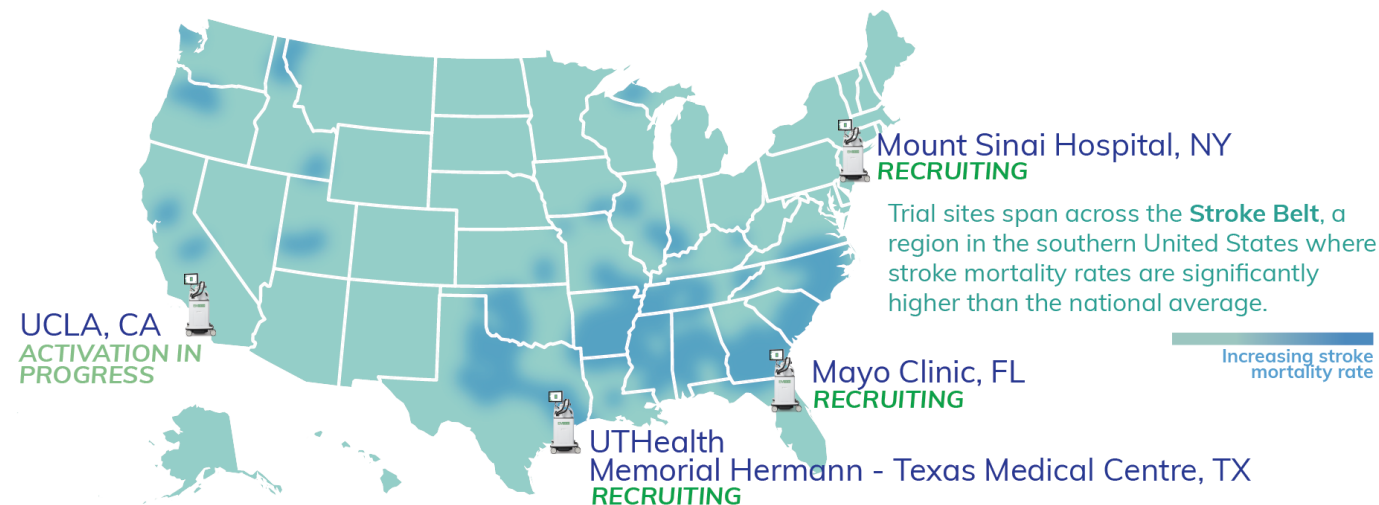 Mount Sinai Hospital, NY
RECRUITING
Trial sites span across the Stroke Belt, a
region in the southern United States where
stroke mortality rates are significantly
higher than the national average.
UCLA, CA
ACTIVATION IN
PROGRESS
Increasing stroke
mortality rate
Mayo Clinic, FL
RECRUITING
UTHealth
Memorial Hermann - Texas Medical Centre, TX
RECRUITING